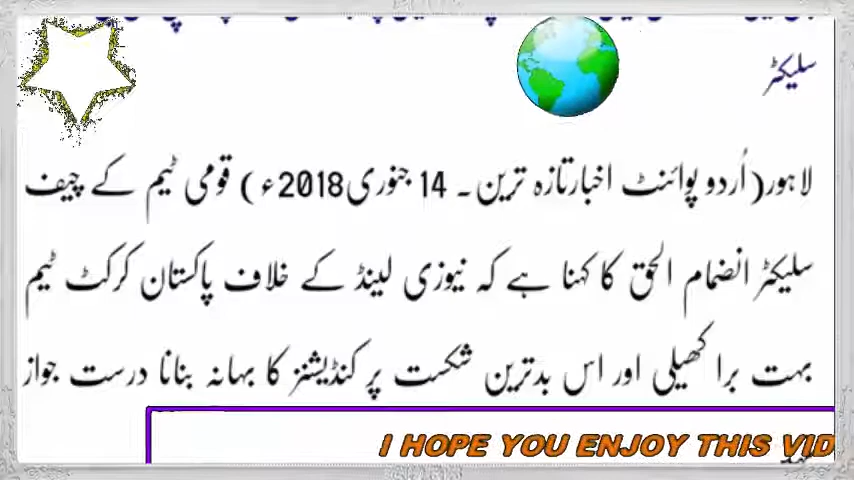 سلیکٹر
لاہور(اُردو پوائنٹ اخبارتازہ ترین۔ 14 جنوری2018ء) قومی ٹیم کے چیف
سلیکٹر انضمام الحق کا کہنا ہے کہ نیوزی لینڈ کے خلاف پاکستان کرکٹ ٹیم
بہت برا کھیلی اور اس بدترین شکست پر کنڈیشنز کا بہانہ بنانا درست جواز
I HOPE YOU ENJOY THIS VID